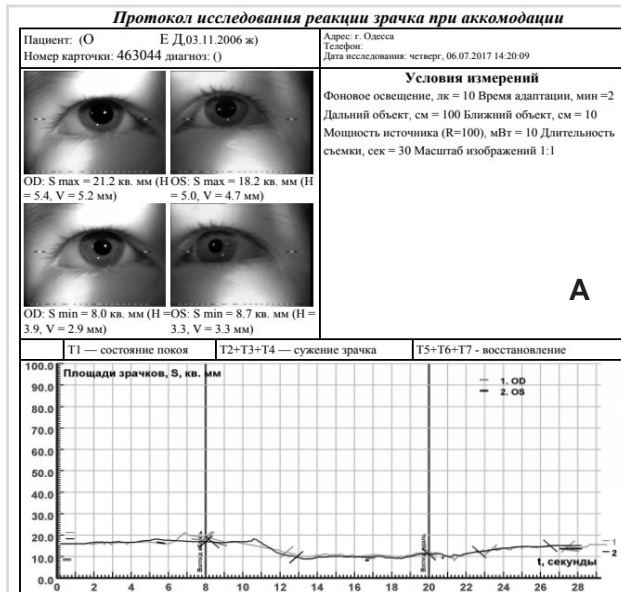 Протокол исследования реакции зрачка при аккомодации
Пациент: (О Е Д,03.11.2006 ж)
Номер карточки: 463044 диагноз: ()
Адрес: г. Одесса
Телефон:
Дата исследования: четверг, 06.07.2017 14:20:09
Условия измерений
Фоновое освещение, лк = 10 Время адаптации, мин =2
Дальний объект, см = 100 Ближний объект, см = 10
Мощность источника (R=100), мВт = 10 Длительность
съемки, сек = 30 Масштаб изображений 1:1
OD: S max = 21.2 кв. мм (H
= 5.4, V = 5.2 мм)
OS: S max = 18.2 кв. мм (H
= 5.0, V = 4.7 мм)
OD: S min = 8.0 кв. мм (H =
3.9, V = 2.9 мм)
OS: S min = 8.7 кв. мм (H =
3.3, V = 3.3 мм)
A
T1 — состояние покоя
T2+T3+T4 — сужение зрачка
T5+T6+T7 - восстановление
Площади зрачков, S, кв. мм
1. OD
2. OS
100.0
90.0
80.0
70.0
60.0
50.0
40.0
30.0
20.0
10.0
0.0
1
2
t, секунды
0 2 4 6 8 10 12 14 16 18 20 22 24 26 28